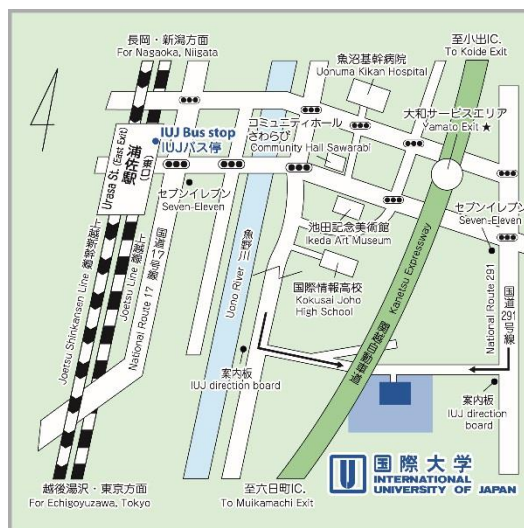 長岡・新潟方面
For Nagaoka, Niigata
至小出IC.
To Koide Exit
魚沼基幹病院
Uonuma Kikan Hospital
大和サービスエリア
Yamato Exit ★
コミュニティホール
さわらび
Community Hall Sawarabi
IUJ Bus stop
IUJバス停
浦佐駅
(東口)
Urasa St. (East Exit)
セブンイレブン
Seven-Eleven
セブンイレブン
Seven-Eleven
池田記念美術館
Ikeda Art Museum
国際情報高校
Kokusai Joho
High School
魚野川
Uono River
上越新幹線
Joetsu Shinkansen Line
上越線
Joetsu Line
国道17号線
National Route 17
関越自動車道
Kanetsu Expressway
National Route 291
国道291号線
案内板
IUJ direction
board
案内板
IUJ direction
board
国際大学
INTERNATIONAL
UNIVERSITY OF JAPAN
越後湯沢・東京方面
For Echigoyuzawa, Tokyo
至六日町IC.
To Muikamachi Exit